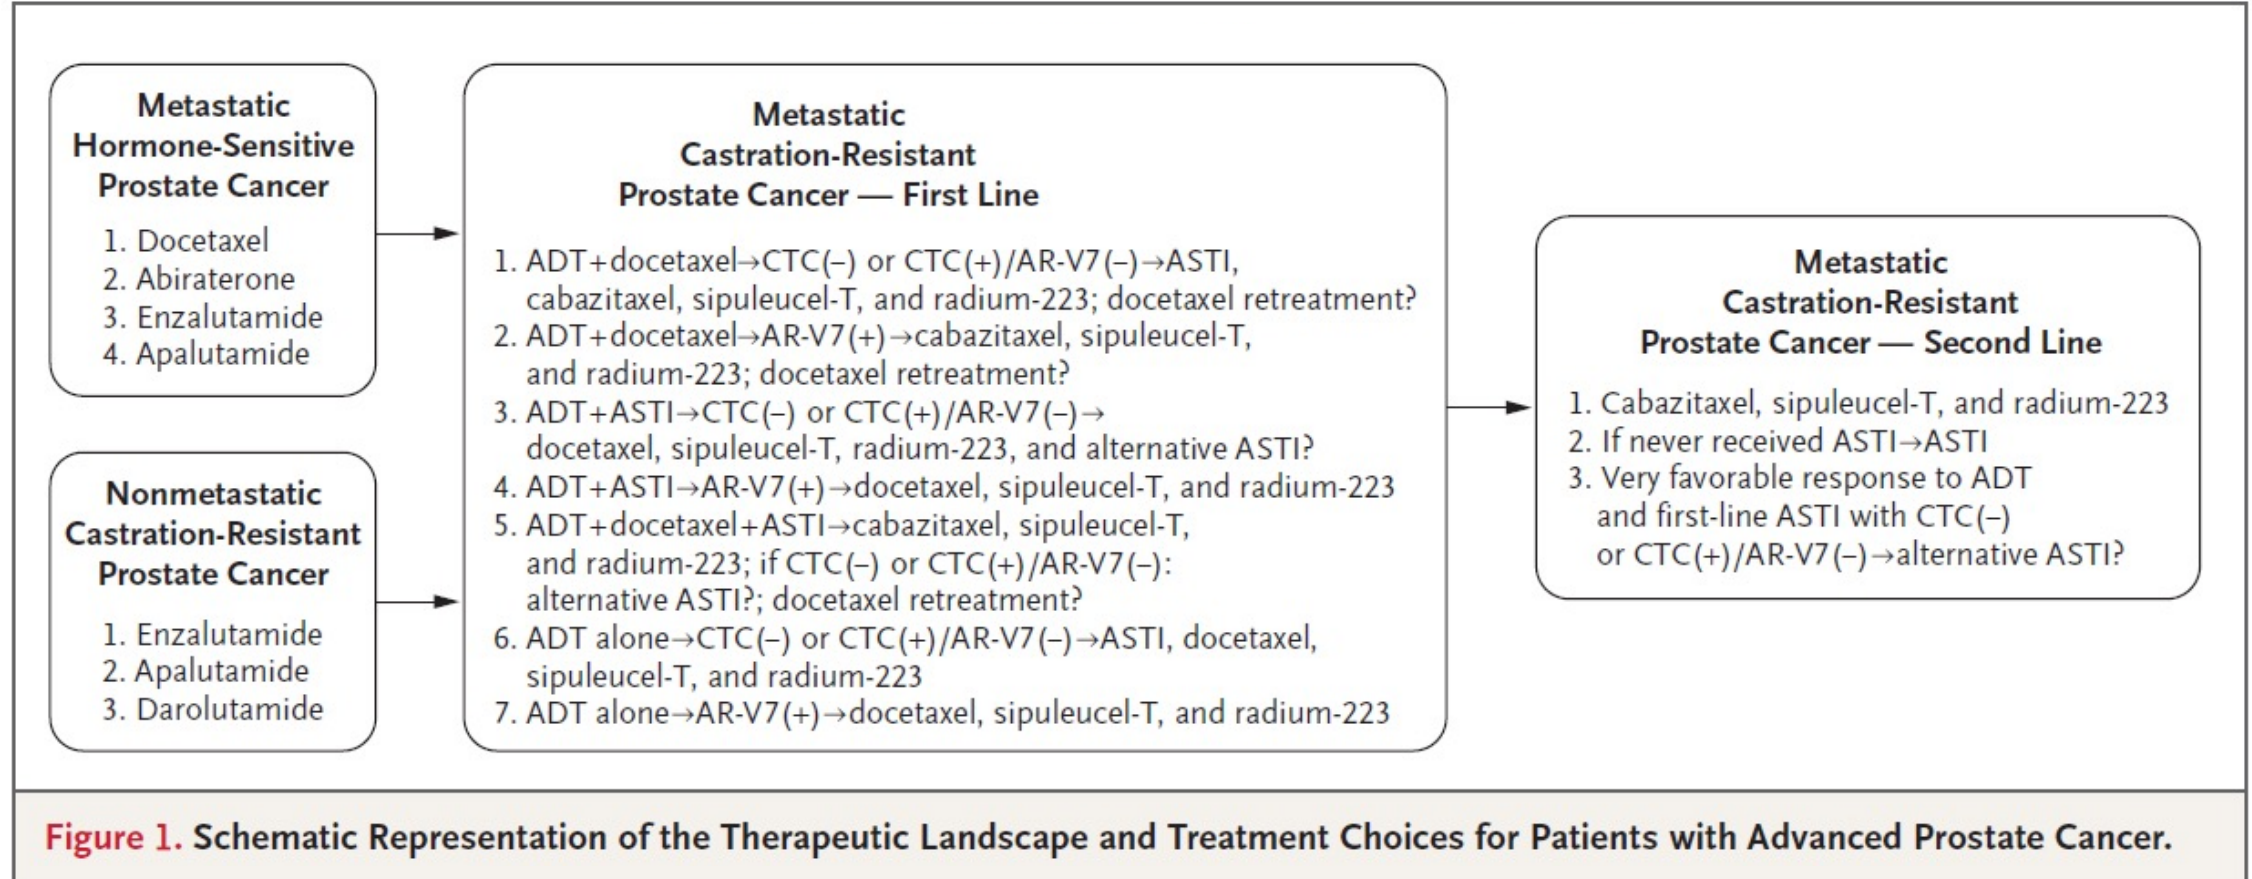 Metastatic
Hormone-Sensitive
Prostate Cancer
1. Docetaxel
2. Abiraterone
3. Enzalutamide
4. Apalutamide
Nonmetastatic
Castration-Resistant
Prostate Cancer
1. Enzalutamide
2. Apalutamide
3. Darolutamide
Metastatic
Castration-Resistant
Prostate Cancer — First Line
1. ADT+docetaxel→CTC(–) or CTC(+)/AR-V7(–)→ASTI,
cabazitaxel, sipuleucel-T, and radium-223; docetaxel retreatment?
2. ADT+docetaxel→AR-V7(+)→cabazitaxel, sipuleucel-T,
and radium-223; docetaxel retreatment?
3. ADT+ASTI→CTC(–) or CTC(+)/AR-V7(–)→
docetaxel, sipuleucel-T, radium-223, and alternative ASTI?
4. ADT+ASTI→AR-V7(+)→docetaxel, sipuleucel-T, and radium-223
5. ADT+docetaxel+ASTI→cabazitaxel, sipuleucel-T,
and radium-223; if CTC(–) or CTC(+)/AR-V7(–):
alternative ASTI?; docetaxel retreatment?
6. ADT alone→CTC(–) or CTC(+)/AR-V7(–)→ASTI, docetaxel,
sipuleucel-T, and radium-223
7. ADT alone→AR-V7(+)→docetaxel, sipuleucel-T, and radium-223
Metastatic
Castration-Resistant
Prostate Cancer — Second Line
1. Cabazitaxel, sipuleucel-T, and radium-223
2. If never received ASTI→ASTI
3. Very favorable response to ADT
and first-line ASTI with CTC(–)
or CTC(+)/AR-V7(–)→alternative ASTI?
Figure 1. Schematic Representation of the Therapeutic Landscape and Treatment Choices for Patients with Advanced Prostate Cancer.